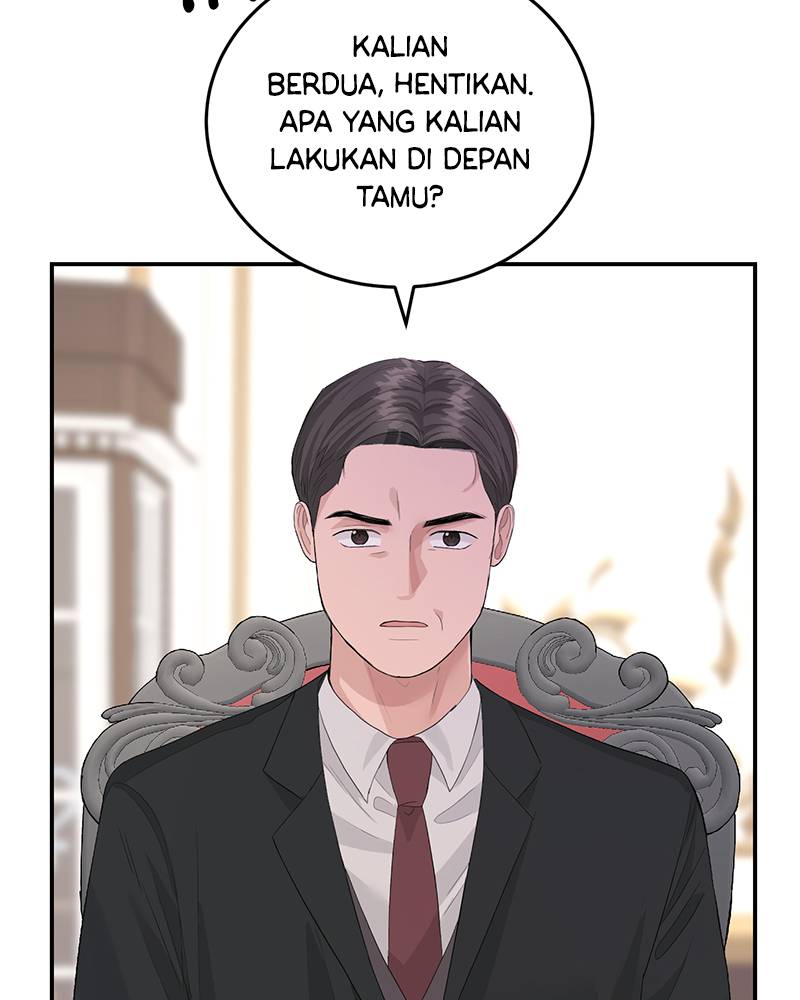 KALIAN
BERDUA, HENTIKAN.
APA YANG KALIAN
LAKUKAN DI DEPAN
TAMU?